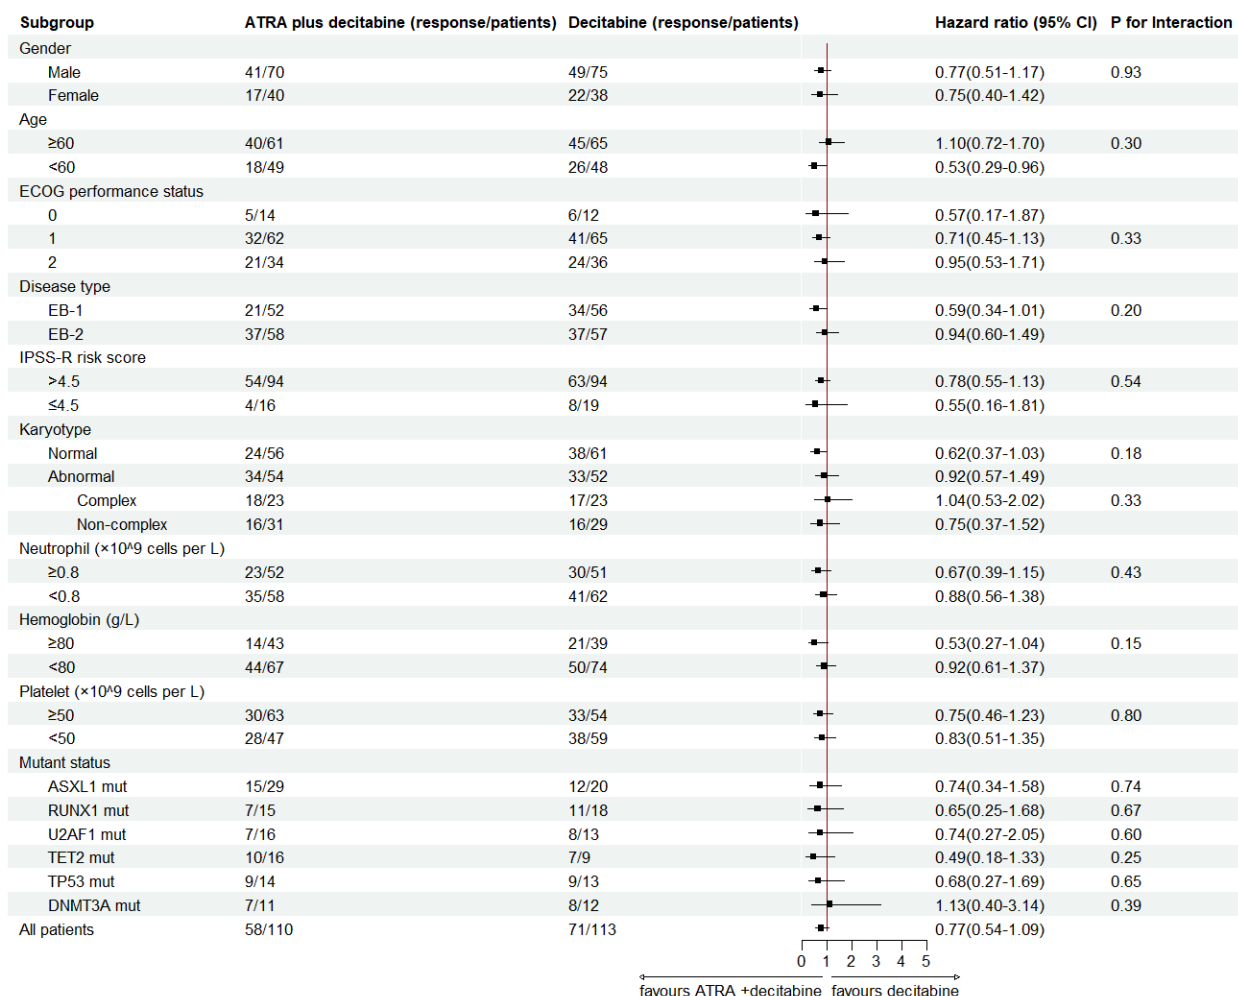 Subgroup ATRA plus decitabine (response/patients) Decitabine (response/patients) Hazard ratio (95% CI) P for Interaction
Gender
Male 41/70 49/75 0.77(0.51-1.17) 0.93
Female 17/40 22/38 0.75(0.40-1.42)
Age
≥60 40/61 45/65 1.10(0.72-1.70) 0.30
<60 18/49 26/48 0.53(0.29-0.96)
ECOG performance status
0 5/14 6/12 0.57(0.17-1.87)
1 32/62 41/65 0.71(0.45-1.13) 0.33
2 21/34 24/36 0.95(0.53-1.71)
Disease type
EB-1 21/52 34/56 0.59(0.34-1.01) 0.20
EB-2 37/58 37/57 0.94(0.60-1.49)
IPSS-R risk score
>4.5 54/94 63/94 0.78(0.55-1.13) 0.54
≤4.5 4/16 8/19 0.55(0.16-1.81)
Karyotype
Normal 24/56 38/61 0.62(0.37-1.03) 0.18
Abnormal 34/54 33/52 0.92(0.57-1.49)
Complex 18/23 17/23 1.04(0.53-2.02) 0.33
Non-complex 16/31 16/29 0.75(0.37-1.52)
Neutrophil (×10^9 cells per L)
≥0.8 23/52 30/51 0.67(0.39-1.15) 0.43
<0.8 35/58 41/62 0.88(0.56-1.38)
Hemoglobin (g/L)
≥80 14/43 21/39 0.53(0.27-1.04) 0.15
<80 44/67 50/74 0.92(0.61-1.37)
Platelet (×10^9 cells per L)
≥50 30/63 33/54 0.75(0.46-1.23) 0.80
<50 28/47 38/59 0.83(0.51-1.35)
Mutant status
ASXL1 mut 15/29 12/20 0.74(0.34-1.58) 0.74
RUNX1 mut 7/15 11/18 0.65(0.25-1.68) 0.67
U2AF1 mut 7/16 8/13 0.74(0.27-2.05) 0.60
TET2 mut 10/16 7/9 0.49(0.18-1.33) 0.25
TP53 mut 9/14 9/13 0.68(0.27-1.69) 0.65
DNMT3A mut 7/11 8/12 1.13(0.40-3.14) 0.39
All patients 58/110 71/113 0.77(0.54-1.09)
0 1 2 3 4 5
favours ATRA +decitabine favours decitabine